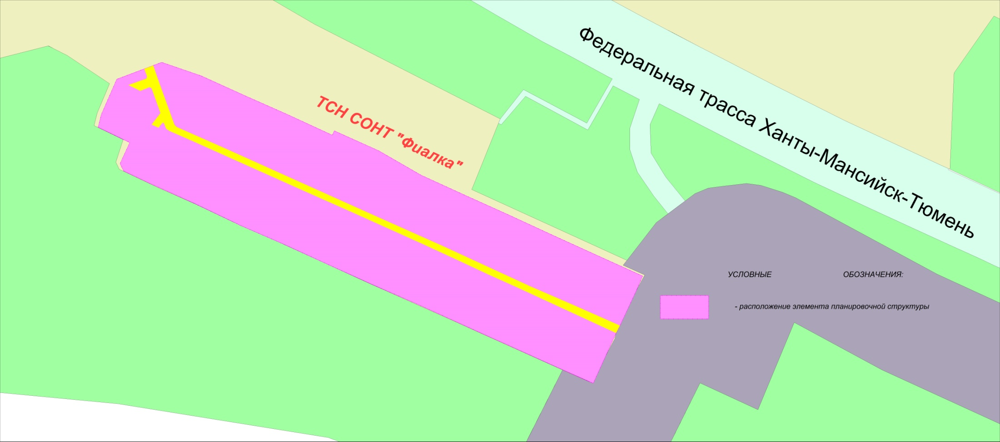 Федеральная трасса Ханты-Мансийск-Тюмень
ТСН СОНТ "Фиалка"
УСЛОВНЫЕ ОБОЗНАЧЕНИЯ:
- расположение элемента планировочной структуры